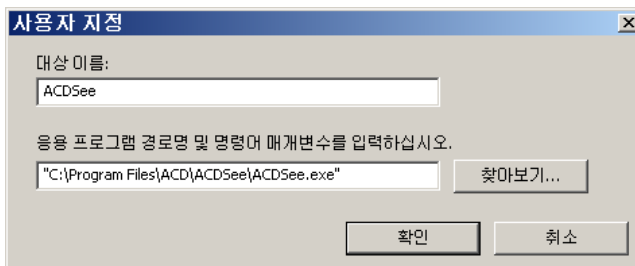 사용자 지정
대상 이름:
ACDSee
응용 프로그램 경로명 및 명령어 매개변수를 입력하십시오.
"C:\Program Files\ACD\ACDSee\ACDSee.exe"
찾아보기...
확인
취소